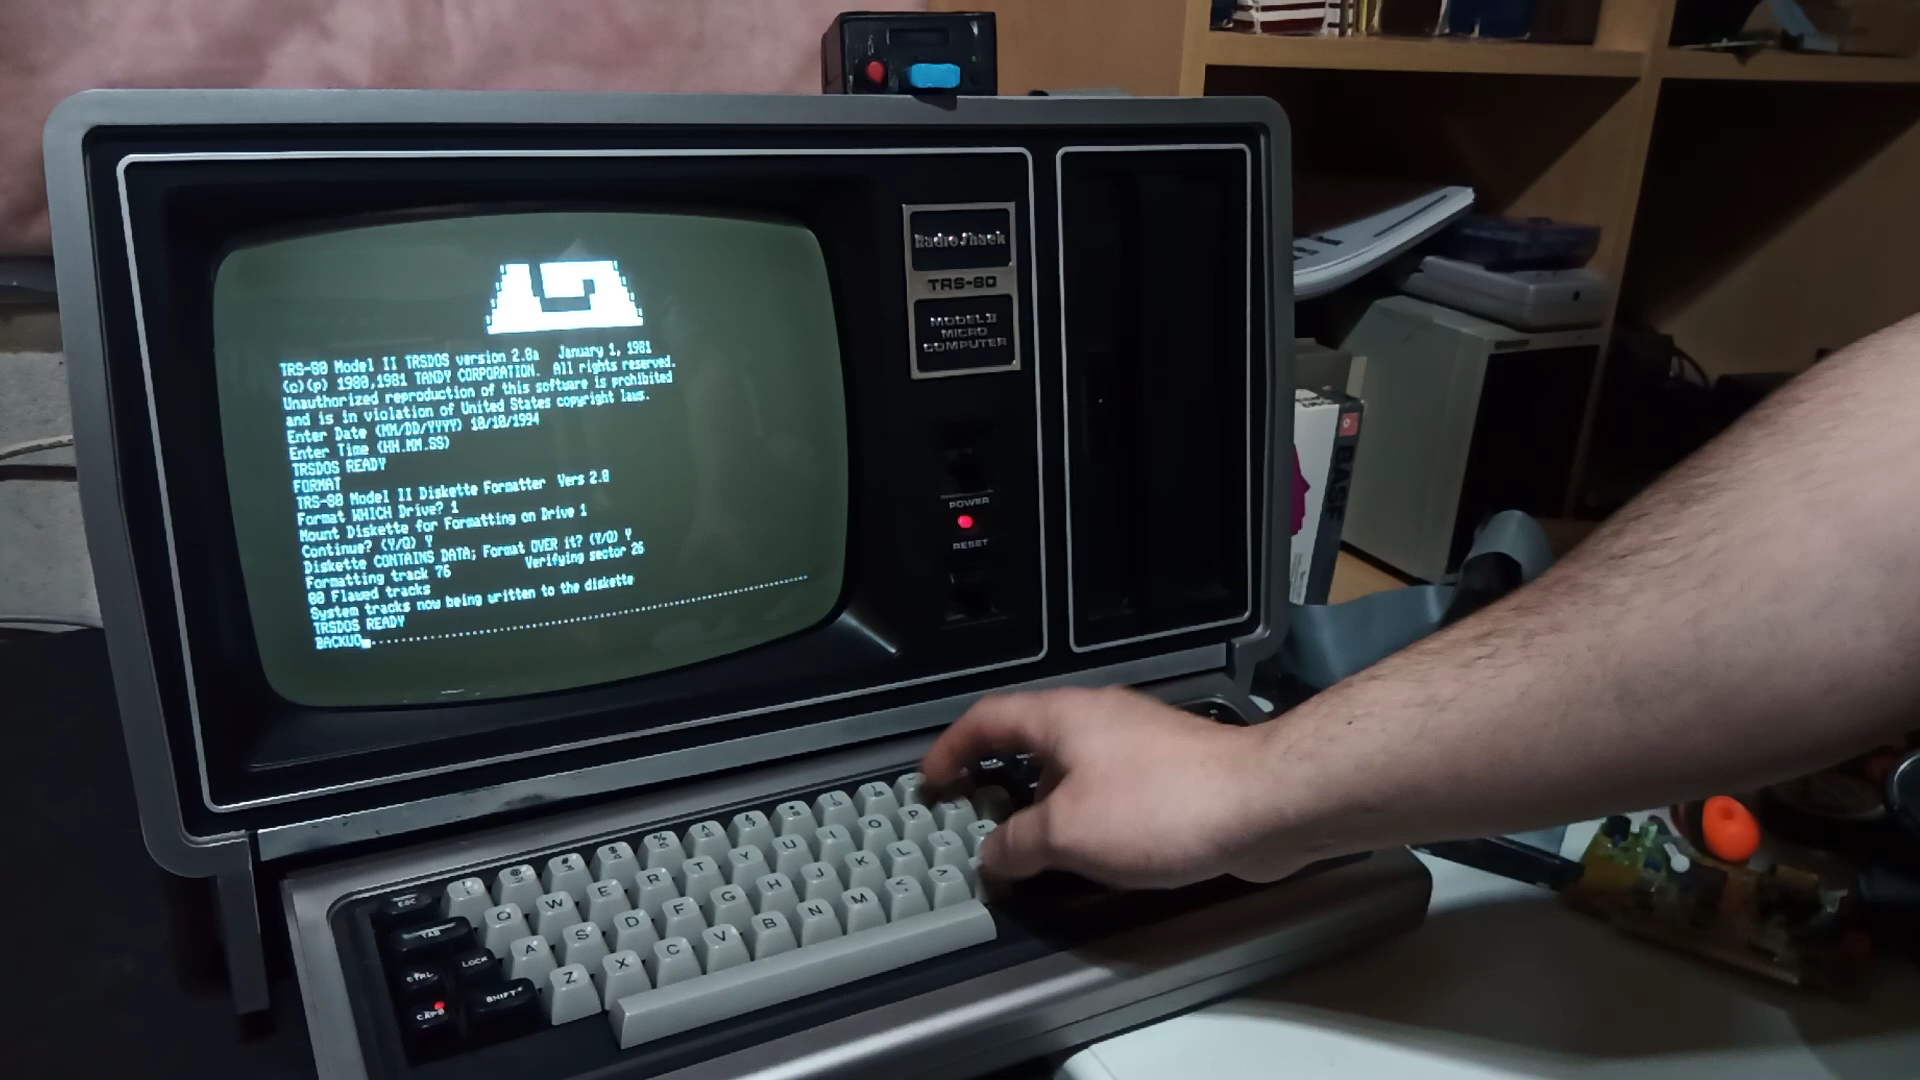 TRS-80 Model II TRSDOS version 2.0a   January 1, 1981
(c)(p) 1980,1981 TANDY CORPORATION.  All rights reserved.
Unauthorized reproduction of this software is prohibited
and is in violation of United States copyright laws.
Enter Date (MM/DD/YYYY) 10/10/1994
Enter Time (HH.MM.SS)
TRSDOS READY
FORMAT
TRS-80 Model II Diskette Formatter  Vers 2.0
Format WHICH Drive? 1
Mount Diskette for Formatting on Drive 1
Continue? (Y/Q) Y
Diskette CONTAINS DATA; Format OVER it? (Y/Q) Y
Formatting track 76          Verifying sector 26
00 Flawed tracks
System tracks now being written to the diskette
TRSDOS READY
BACKUO
Radio Shack
TRS-80
MODEL II
MICRO
COMPUTER
POWER
RESET
BASF
ESC
TAB
Q W E R T Y U I O P
CTRL
LOCK
A S D F G H J K L
CAPS
SHIFT
Z X C V B N M < >